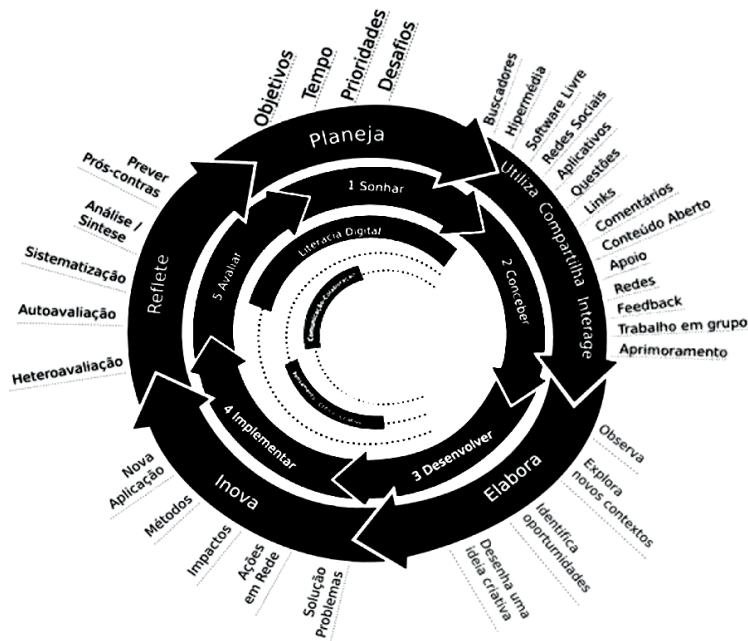 Objetivos
Tempo
Prioridades
Desafios
Buscadores
Hipermédia
Software Livre
Redes Sociais
Aplicativos
Questões
Links
Comentários
Conteúdo Aberto
Apoio
Redes
Feedback
Trabalho em grupo
Aprimoramento
Observa
Explora
novos contextos
Identifica
oportunidades
Desenha uma
ideia criativa
Solução
Problemas
Ações
em Rede
Impactos
Métodos
Nova
Aplicação
Heteroavaliação
Autoavaliação
Sistematização
Análise /
Sintese
Prever
Prós-contras
Planeja
Utiliza Compartilha Interage
Elabora
Inova
Reflete
1 Sonhar
2 Conceber
3 Desenvolver
4 Implementar
5 Avaliar
Literacia Digital
Comunicação-Colaboração